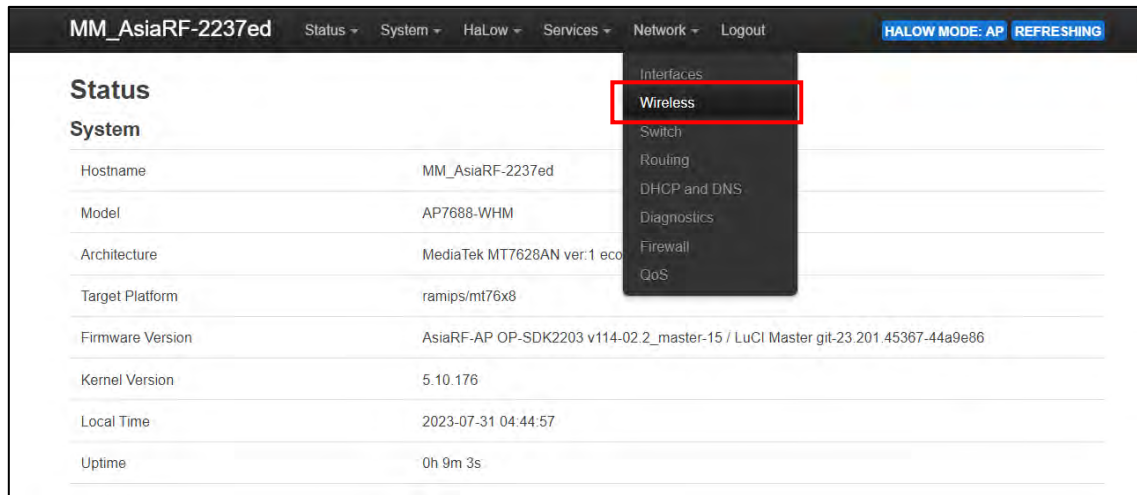 MM_AsiaRF-2237ed Status System HaLow Services Network Logout HALOW MODE: AP REFRESHING
Interfaces
Wireless
Switch
Routing
DHCP and DNS
Diagnostics
Firewall
QoS
Status
System
Hostname MM_AsiaRF-2237ed
Model AP7688-WHM
Architecture MediaTek MT7628AN ver:1 eco
Target Platform ramips/mt76x8
Firmware Version AsiaRF-AP OP-SDK2203 v114-02.2_master-15 / LuCI Master git-23.201.45367-44a9e86
Kernel Version 5.10.176
Local Time 2023-07-31 04:44:57
Uptime 0h 9m 3s